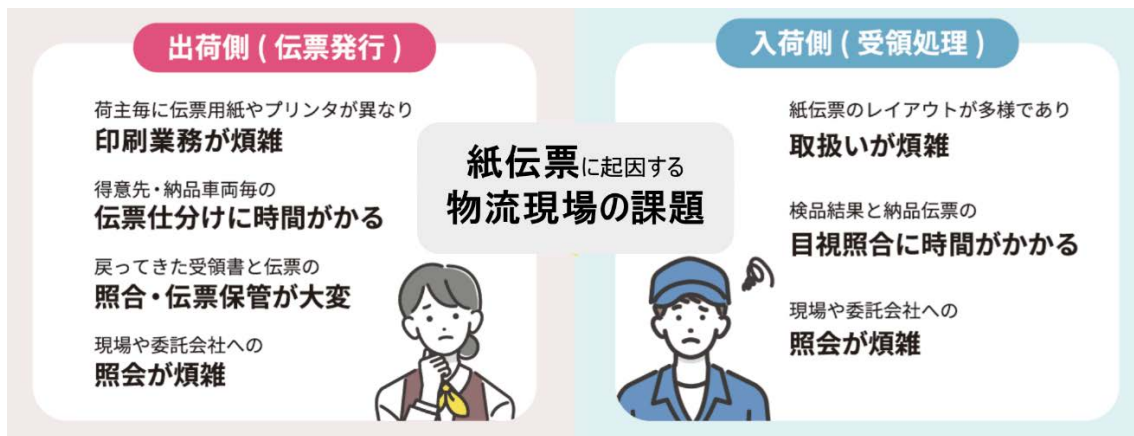 出荷側(伝票発行)
荷主毎に伝票用紙やプリンタが異なり
印刷業務が煩雑
得意先・納品車両毎の
伝票仕分けに時間がかる
戻ってきた受領書と伝票の
照合・伝票保管が大変
現場や委託会社への
照会が煩雑
紙伝票に起因する
物流現場の課題
入荷側(受領処理)
紙伝票のレイアウトが多様であり
取扱いが煩雑
検品結果と納品伝票の
目視照合に時間がかかる
現場や委託会社への
照会が煩雑